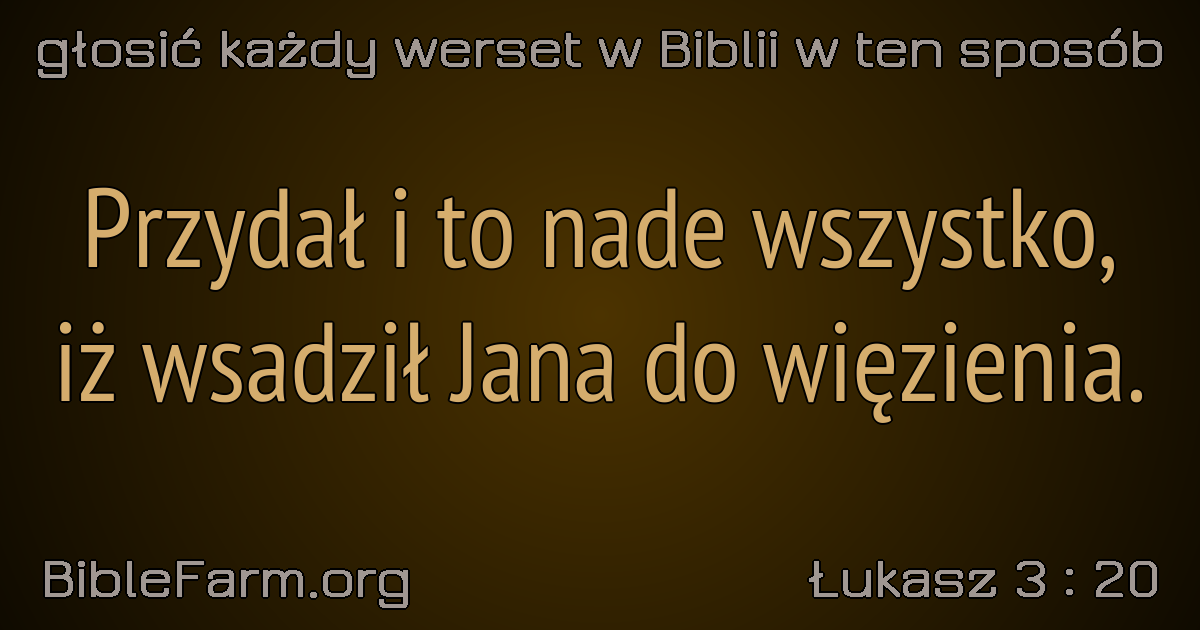 głosić każdy werset w Biblii w ten sposób
Przydał i to nade wszystko,
iż wsadził Jana do więzienia.
BibleFarm.org
Łukasz 3 : 20